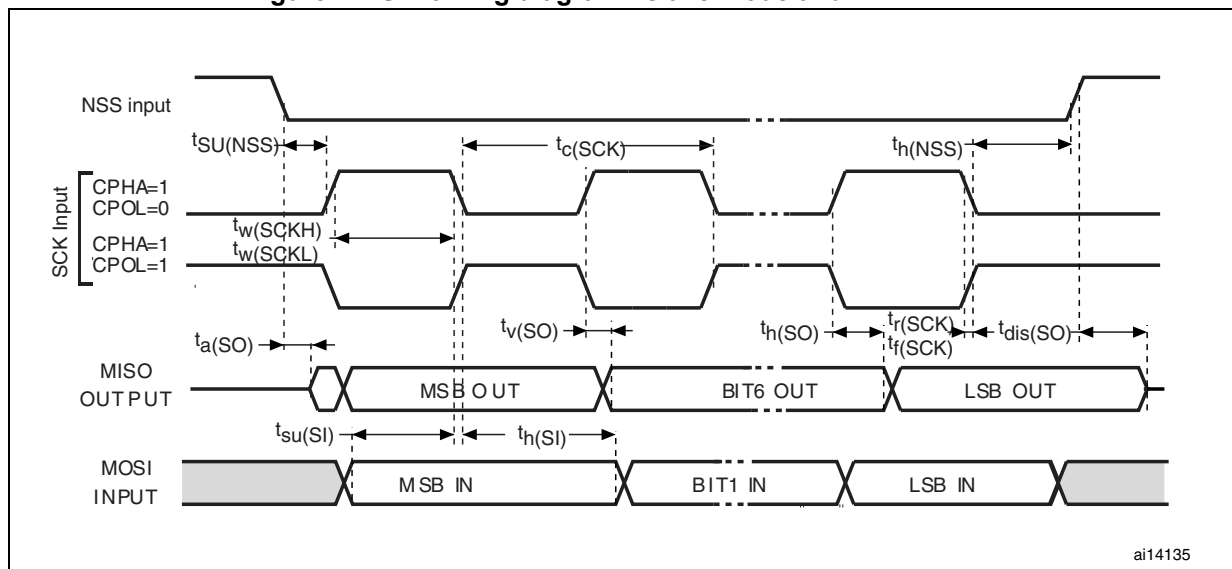 NSS input
tSU(NSS)
tc(SCK)
th(NSS)
SCK Input
CPHA=1
CPOL=0
tw(SCKH)
CPHA=1
tw(SCKL)
CPOL=1
ta(SO)
tv(SO)
th(SO)
tr(SCK)
tf(SCK)
tdis(SO)
MISO
OUTPUT
MSB OUT
BIT6 OUT
LSB OUT
tsu(SI)
th(SI)
MOSI
INPUT
MSB IN
BIT1 IN
LSB IN
ai14135